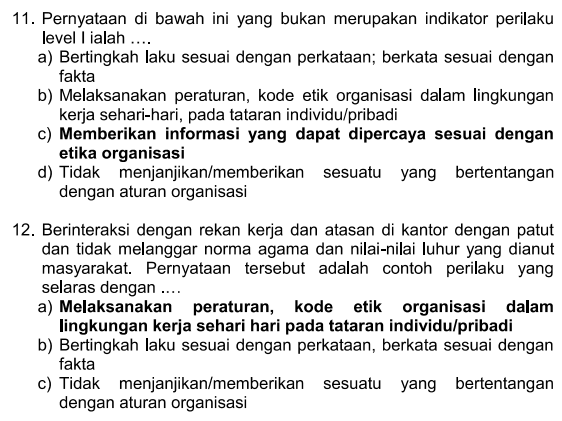 11. Pernyataan di bawah ini yang bukan merupakan indikator perilaku
level I ialah ….
a) Bertingkah laku sesuai dengan perkataan; berkata sesuai dengan
fakta
b) Melaksanakan peraturan, kode etik organisasi dalam lingkungan
kerja sehari-hari, pada tataran individu/pribadi
c) Memberikan informasi yang dapat dipercaya sesuai dengan
etika organisasi
d) Tidak menjanjikan/memberikan sesuatu yang bertentangan
dengan aturan organisasi
12. Berinteraksi dengan rekan kerja dan atasan di kantor dengan patut
dan tidak melanggar norma agama dan nilai-nilai luhur yang dianut
masyarakat. Pernyataan tersebut adalah contoh perilaku yang
selaras dengan ….
a) Melaksanakan peraturan, kode etik organisasi dalam
lingkungan kerja sehari hari pada tataran individu/pribadi
b) Bertingkah laku sesuai dengan perkataan, berkata sesuai dengan
fakta
c) Tidak menjanjikan/memberikan sesuatu yang bertentangan
dengan aturan organisasi